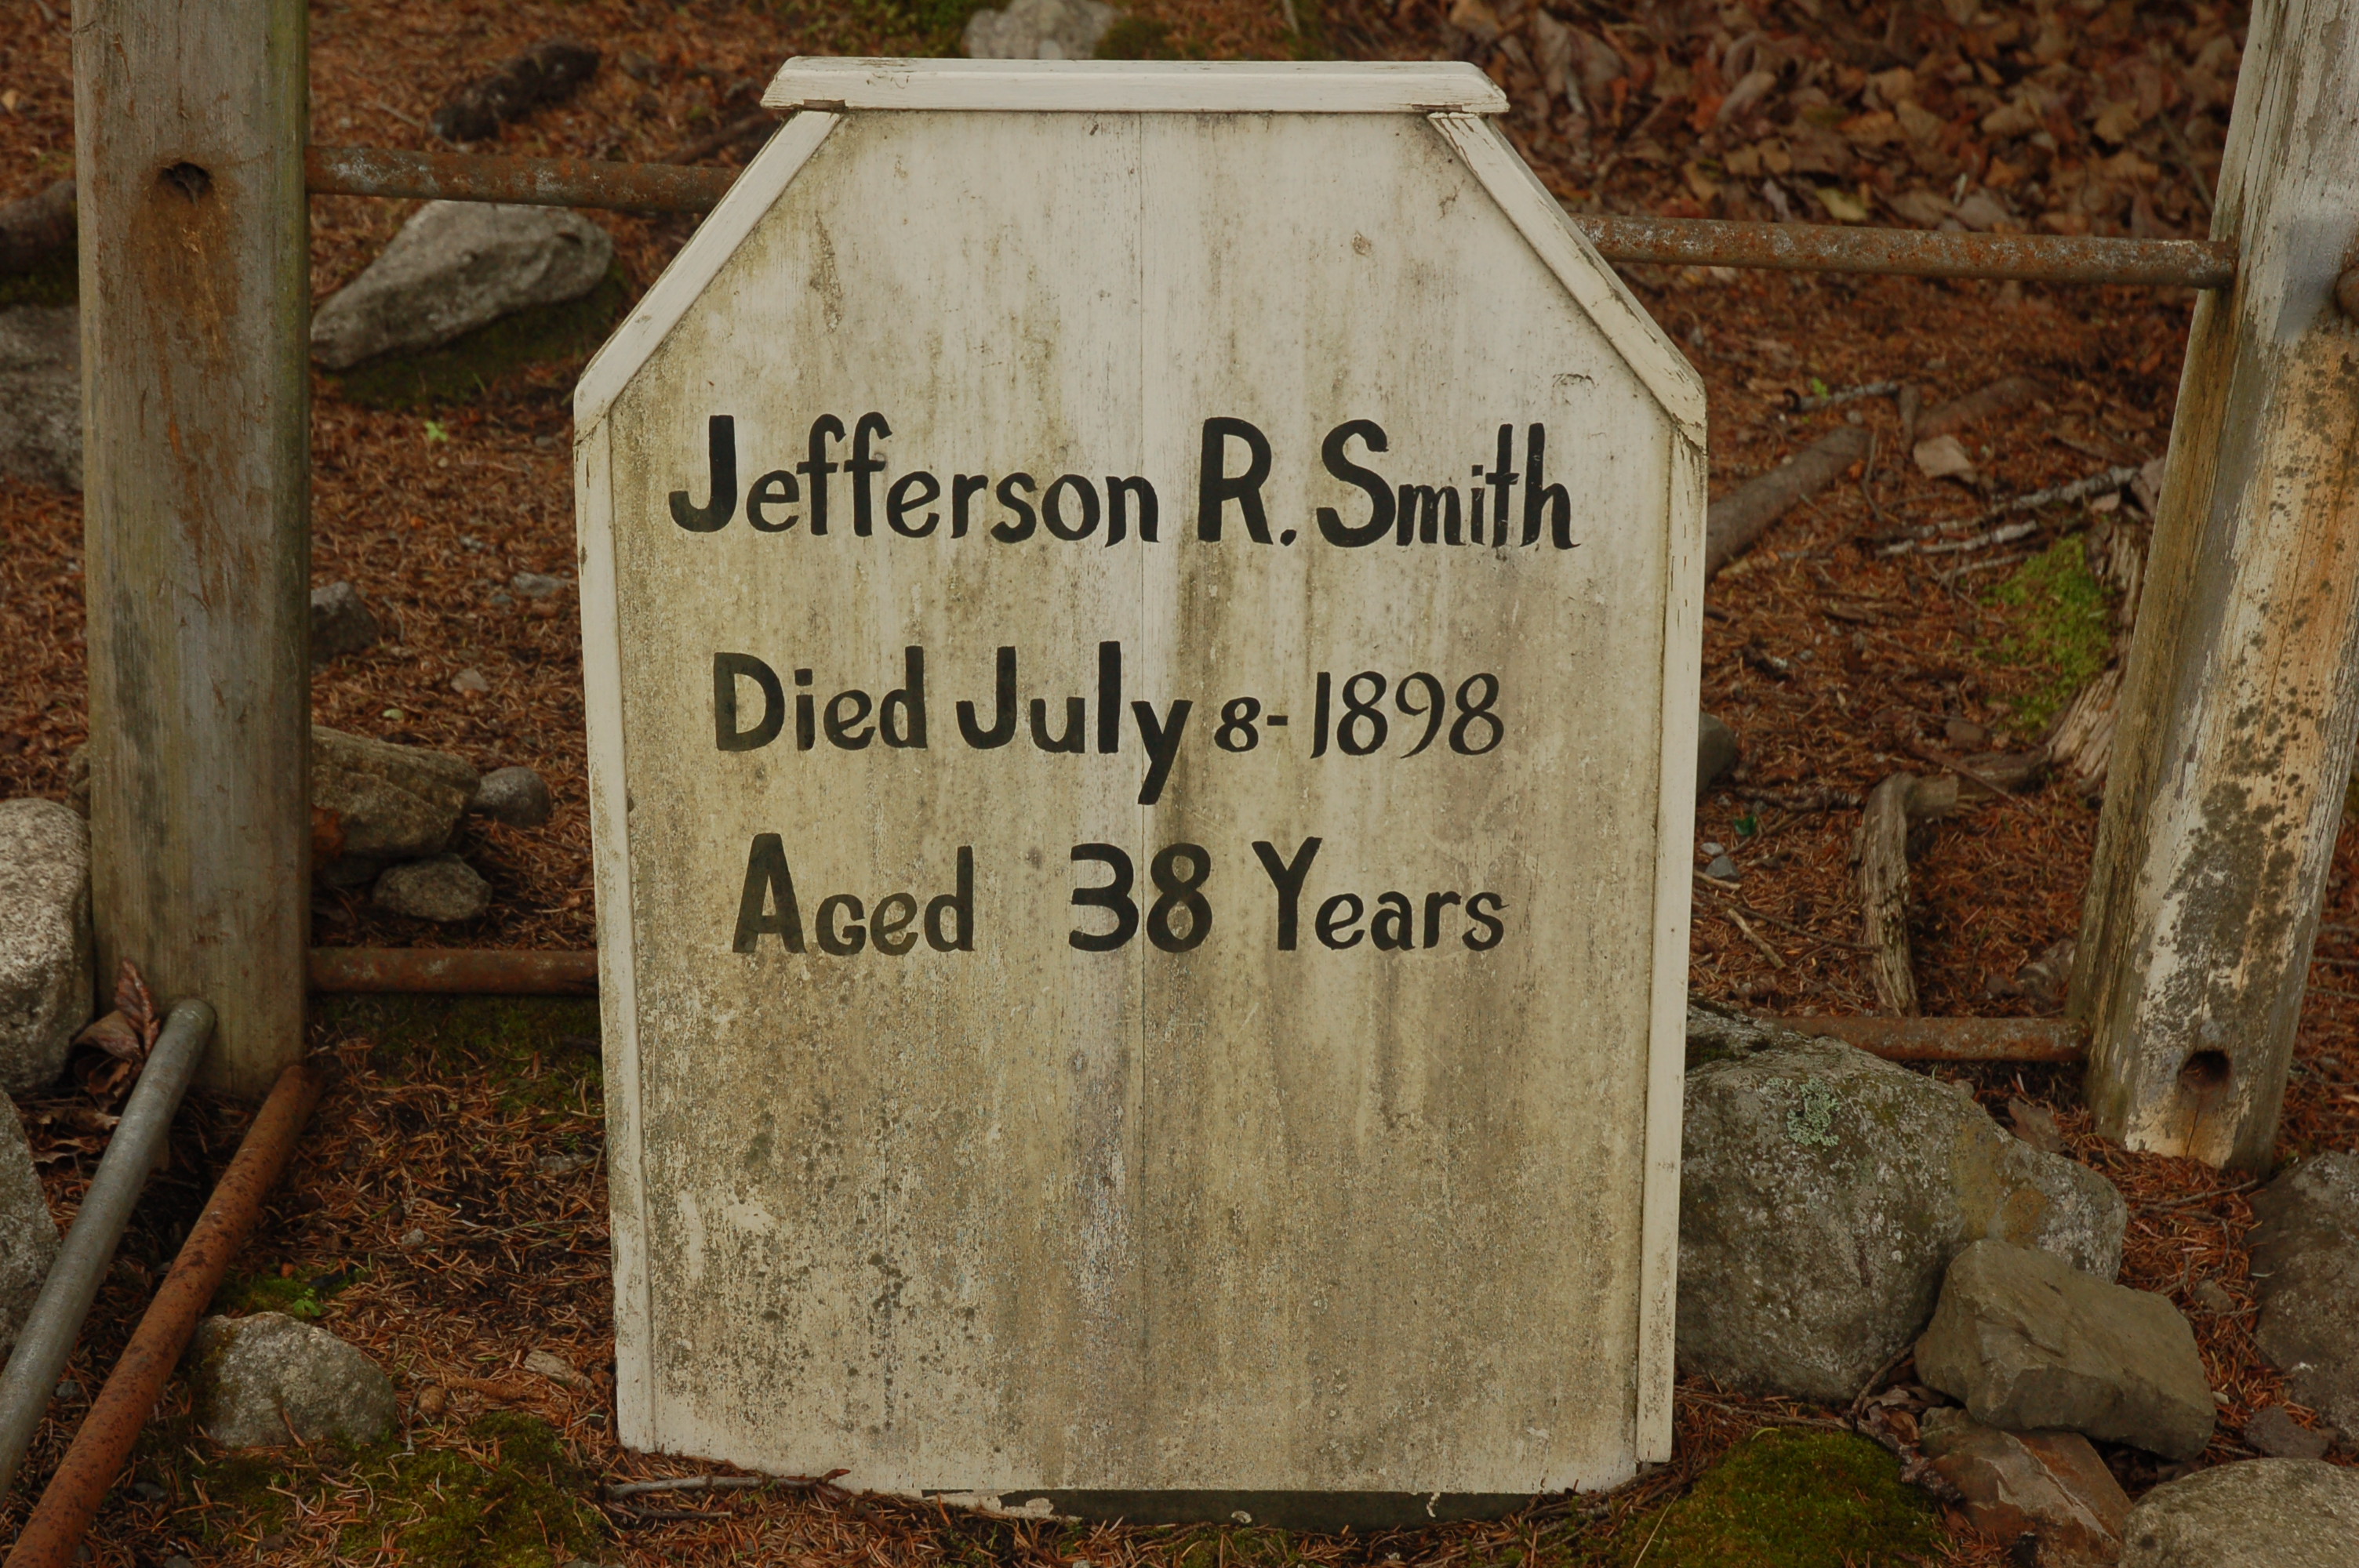 Jefferson R. Smith
Died July 8-1898
Aged 38 Years